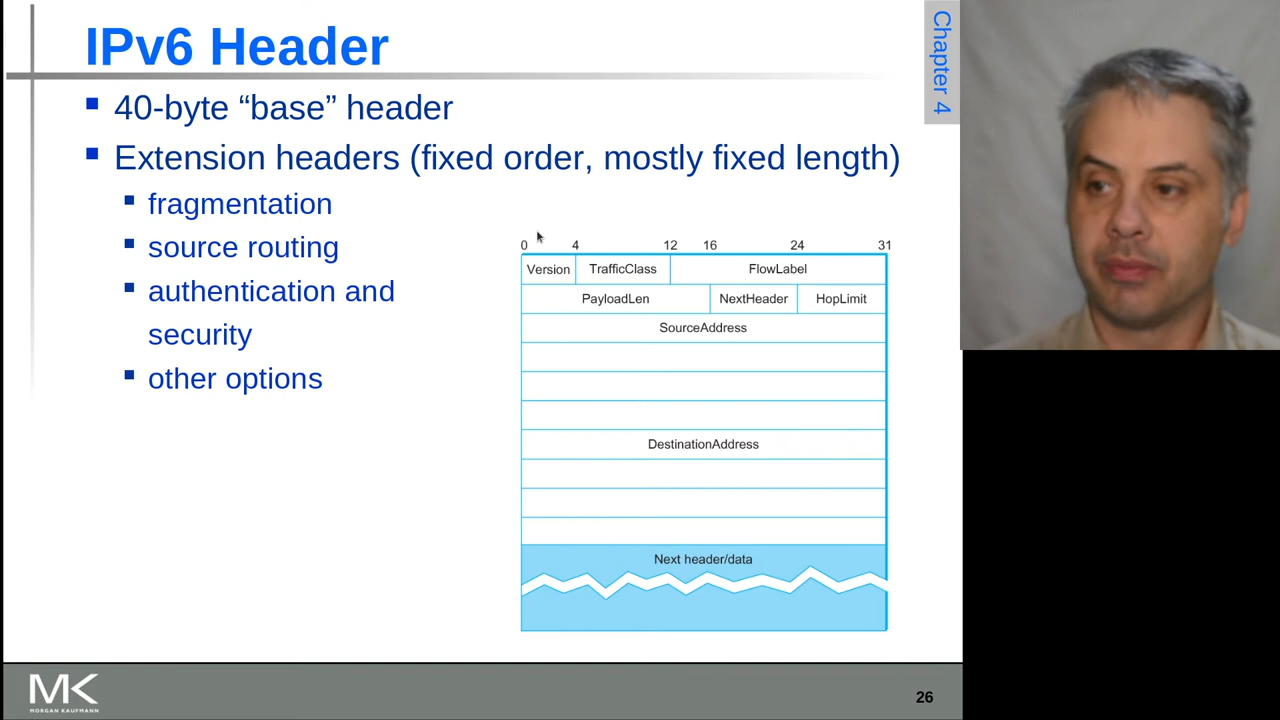 IPv6 Header
Chapter 4
40-byte “base” header
Extension headers (fixed order, mostly fixed length)
fragmentation
source routing
authentication and
security
other options
0 4 12 16 24 31
Version TrafficClass FlowLabel
PayloadLen NextHeader HopLimit
SourceAddress
DestinationAddress
Next header/data
MK
MORGAN KAUFMANN
26